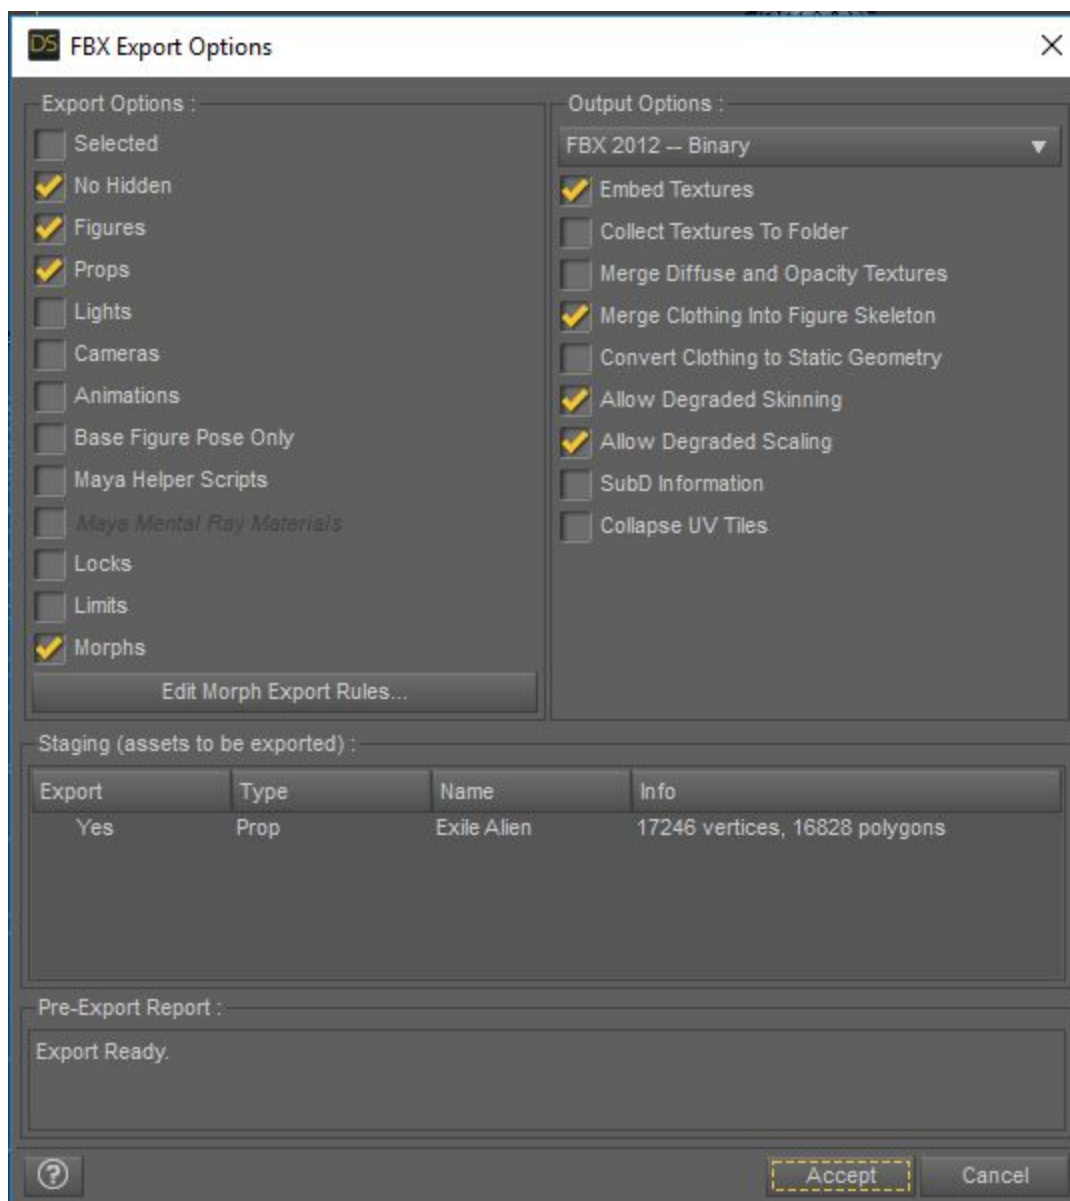 DS FBX Export Options
Export Options :
Selected
No Hidden
Figures
Props
Lights
Cameras
Animations
Base Figure Pose Only
Maya Helper Scripts
Maya Mental Ray Materials
Locks
Limits
Morphs
Edit Morph Export Rules...
Output Options :
FBX 2012 -- Binary
Embed Textures
Collect Textures To Folder
Merge Diffuse and Opacity Textures
Merge Clothing Into Figure Skeleton
Convert Clothing to Static Geometry
Allow Degraded Skinning
Allow Degraded Scaling
SubD Information
Collapse UV Tiles
Staging (assets to be exported) :
Export Type Name Info
Yes Prop Exile Alien 17246 vertices, 16828 polygons
Pre-Export Report :
Export Ready.
? Accept Cancel